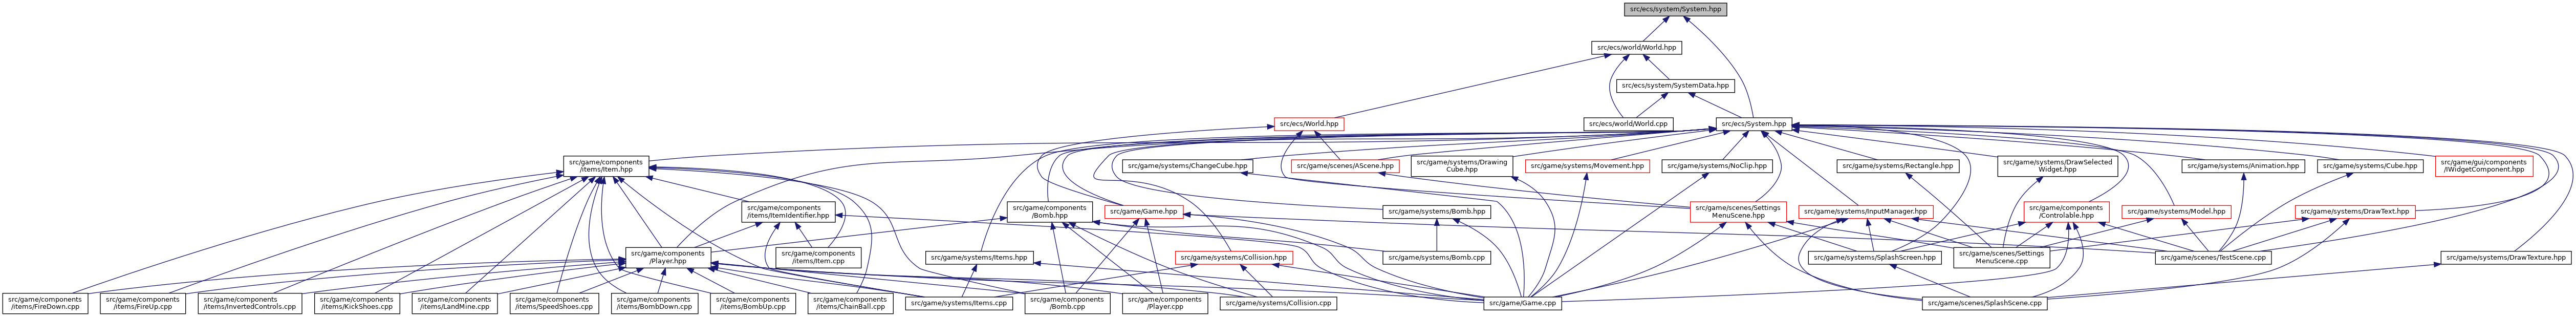 src/ecs/system/System.hpp
src/ecs/world/World.hpp
src/ecs/system/SystemData.hpp
src/ecs/World.hpp
src/ecs/world/World.cpp
src/ecs/System.hpp
src/game/components
/items/Item.hpp
src/game/systems/ChangeCube.hpp
src/game/scenes/AScene.hpp
src/game/systems/Drawing
Cube.hpp
src/game/systems/Movement.hpp
src/game/systems/NoClip.hpp
src/game/systems/Rectangle.hpp
src/game/systems/DrawSelected
Widget.hpp
src/game/systems/Animation.hpp
src/game/systems/Cube.hpp
src/game/gui/components
/IWidgetComponent.hpp
src/game/components
/items/ItemIdentifier.hpp
src/game/components
/Bomb.hpp
src/game/Game.hpp
src/game/systems/Bomb.hpp
src/game/scenes/Settings
MenuScene.hpp
src/game/systems/InputManager.hpp
src/game/components
/Controlable.hpp
src/game/systems/Model.hpp
src/game/systems/DrawText.hpp
src/game/components
/Player.hpp
src/game/components
/items/Item.cpp
src/game/systems/Items.hpp
src/game/systems/Collision.hpp
src/game/systems/Bomb.cpp
src/game/systems/SplashScreen.hpp
src/game/scenes/Settings
MenuScene.cpp
src/game/scenes/TestScene.cpp
src/game/systems/DrawTexture.hpp
src/game/components
/items/FireDown.cpp
src/game/components
/items/FireUp.cpp
src/game/components
/items/InvertedControls.cpp
src/game/components
/items/KickShoes.cpp
src/game/components
/items/LandMine.cpp
src/game/components
/items/SpeedShoes.cpp
src/game/components
/items/BombDown.cpp
src/game/components
/items/BombUp.cpp
src/game/components
/items/ChainBall.cpp
src/game/systems/Items.cpp
src/game/components
/Bomb.cpp
src/game/components
/Player.cpp
src/game/systems/Collision.cpp
src/game/Game.cpp
src/game/scenes/SplashScene.cpp